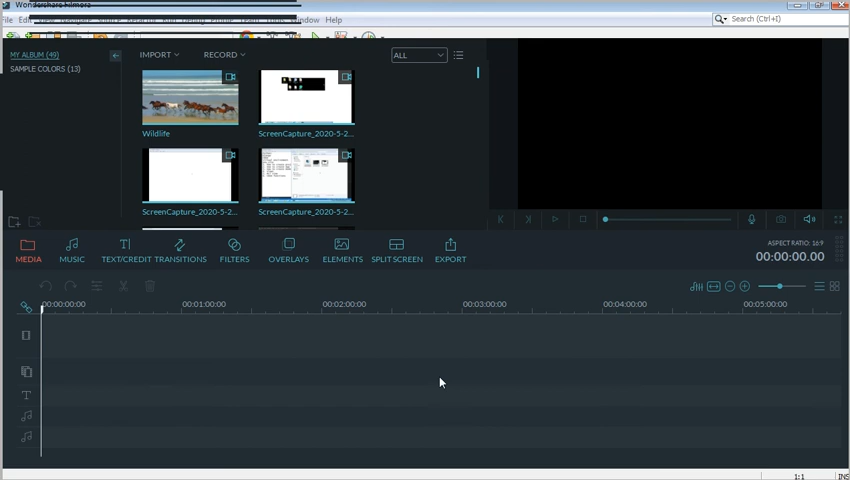 Wondershare Filmora
Window Help
Search (Ctrl+I)
MY ALBUM (49)
SAMPLE COLORS (13)
IMPORT
RECORD
ALL
Wildlife
ScreenCapture_2020-5-2...
ScreenCapture_2020-5-2...
ScreenCapture_2020-5-2...
MEDIA MUSIC TEXT/CREDIT TRANSITIONS FILTERS OVERLAYS ELEMENTS SPLIT SCREEN EXPORT
ASPECT RATIO: 16:9
00:00:00.00
00:00:00:00 00:01:00:00 00:02:00:00 00:03:00:00 00:04:00:00 00:05:00:00
1:1 INS